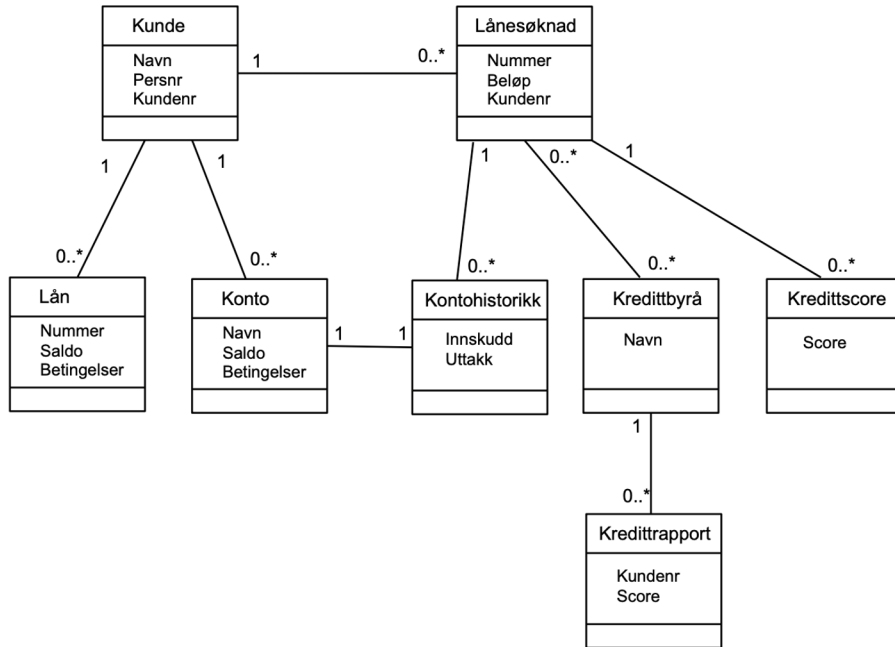 Kunde
Navn
Persnr
Kundenr
Lånesøknad
Nummer
Beløp
Kundenr
1
0..*
1
1
1
0..*
1
0..*
0..*
0..*
0..*
0..*
Lån
Nummer
Saldo
Betingelser
Konto
Navn
Saldo
Betingelser
1
1
Kontohistorikk
Innskudd
Uttakk
Kredittbyrå
Navn
Kredittscore
Score
1
0..*
Kredittrapport
Kundenr
Score